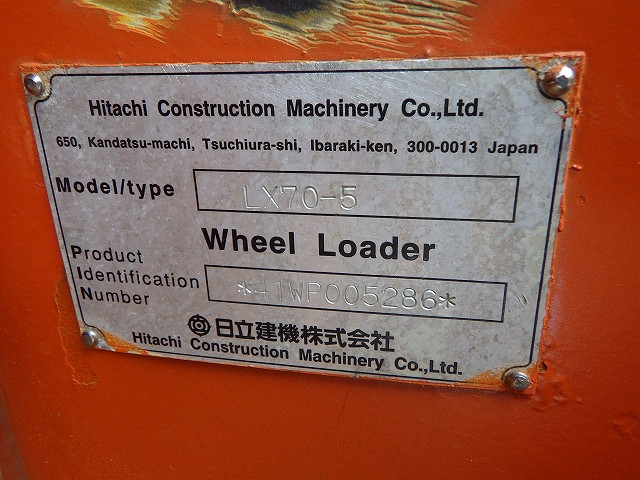 Hitachi Construction Machinery Co.,Ltd.
650, Kandatsu-machi, Tsuchiura-shi, Ibaraki-ken, 300-0013 Japan
Model/type LX70-5
Wheel Loader
Product
Identification
Number
*41WP005286*
日立建機株式会社
Hitachi Construction Machinery Co.,Ltd.